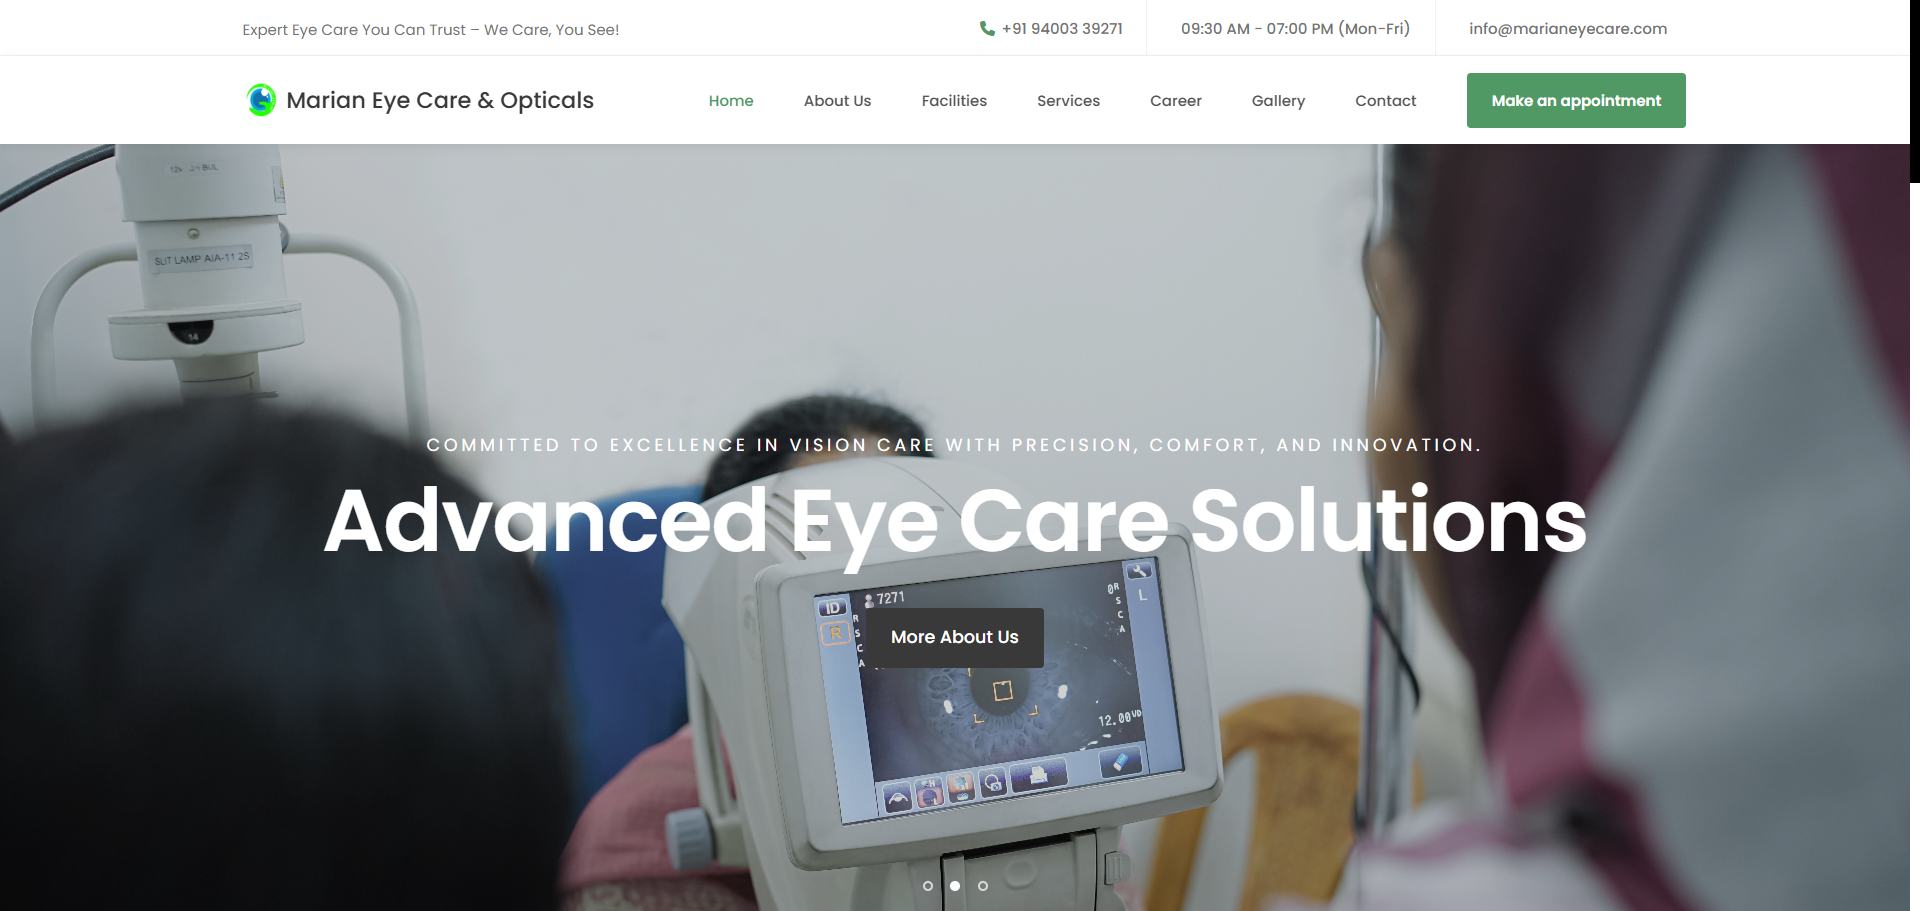 Expert Eye Care You Can Trust – We Care, You See!
+91 94003 39271
09:30 AM - 07:00 PM (Mon-Fri)
info@marianeyecare.com
Marian Eye Care & Opticals
Home
About Us
Facilities
Services
Career
Gallery
Contact
Make an appointment
SLIT LAMP AIA-11 2S
14
COMMITTED TO EXCELLENCE IN VISION CARE WITH PRECISION, COMFORT, AND INNOVATION.
Advanced Eye Care Solutions
ID
7271
R
L
R
S
C
A
0R
S
C
A
More About Us
12.00VD